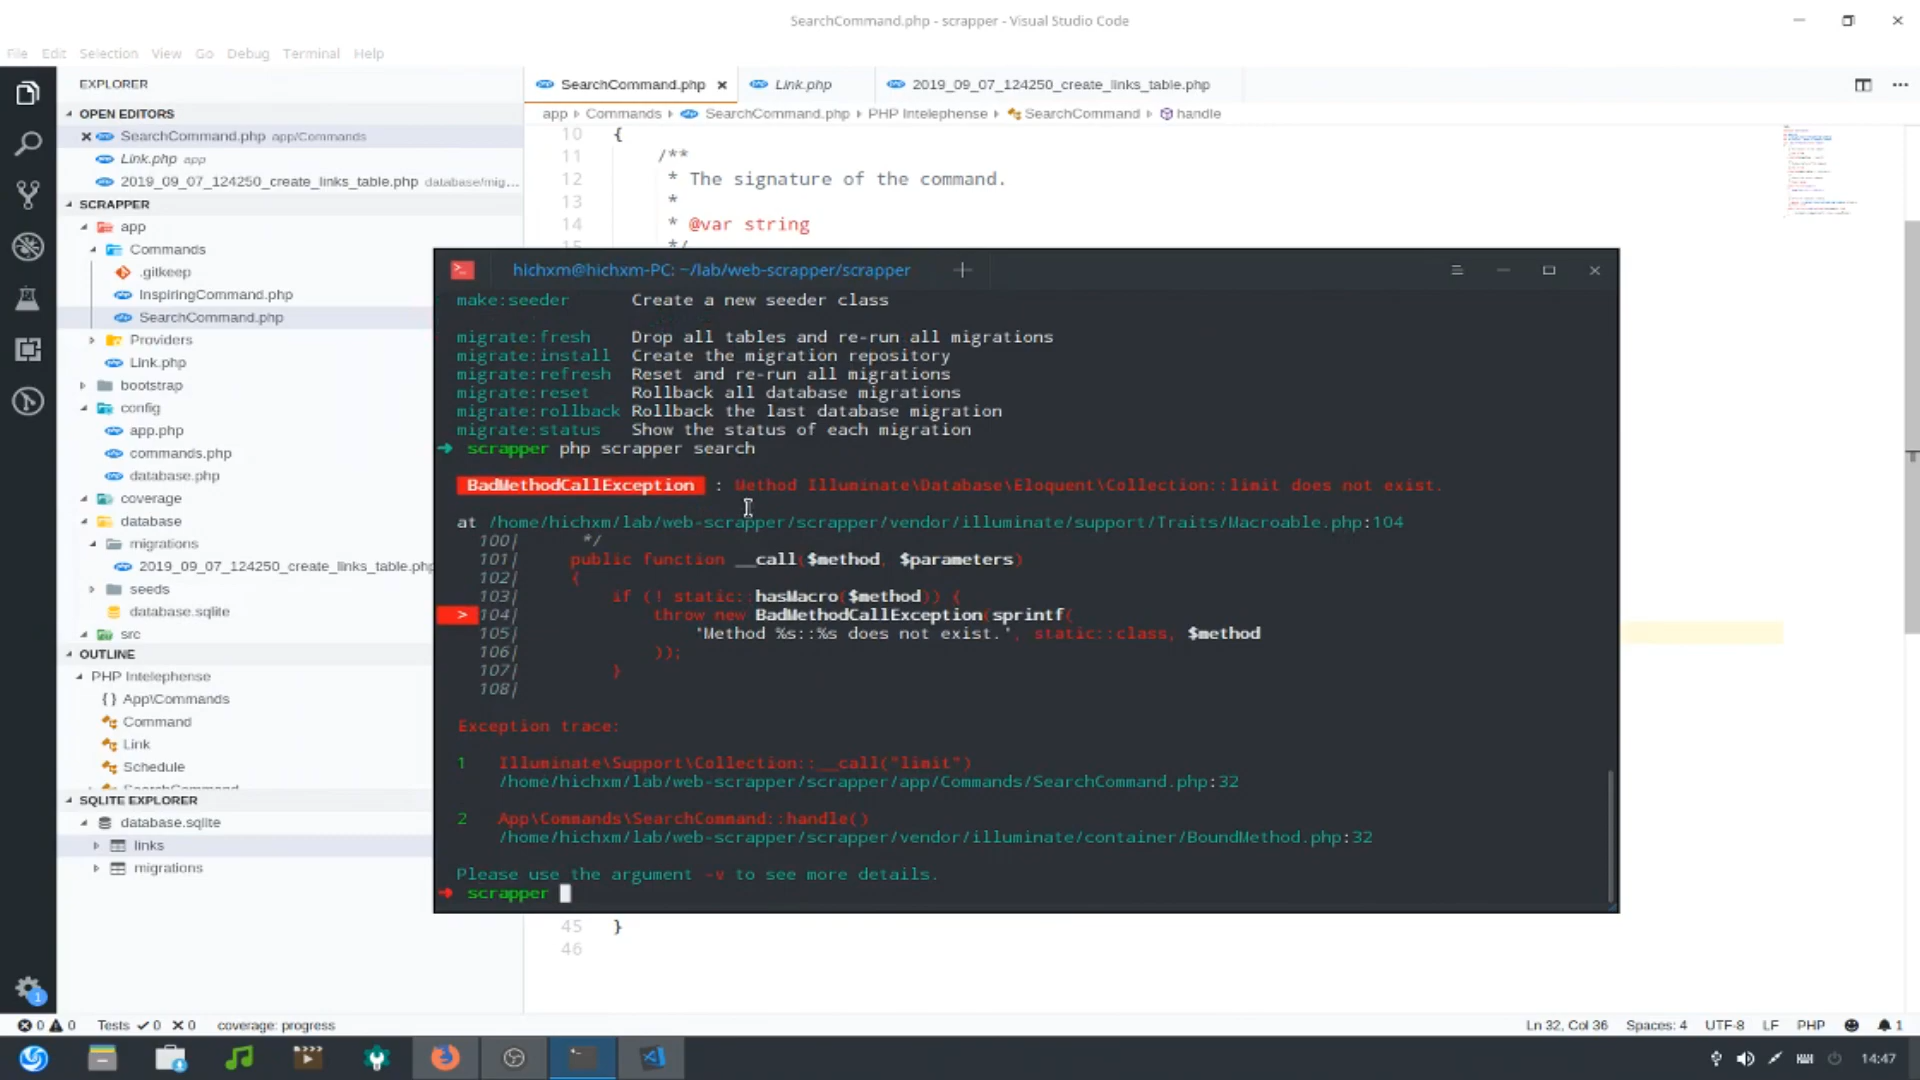 SearchCommand.php - scrapper - Visual Studio Code
File Edit Selection View Go Debug Terminal Help
EXPLORER
OPEN EDITORS
SearchCommand.php app/Commands
Link.php app
2019_09_07_124250_create_links_table.php database/mig...
SCRAPPER
app
Commands
.gitkeep
InspiringCommand.php
SearchCommand.php
Providers
Link.php
bootstrap
config
app.php
commands.php
database.php
coverage
database
migrations
2019_09_07_124250_create_links_table.php
seeds
database.sqlite
src
OUTLINE
PHP Intelephense
{ } App\Commands
Command
Link
Schedule
SQLITE EXPLORER
database.sqlite
links
migrations
SearchCommand.php Link.php 2019_09_07_124250_create_links_table.php
app Commands SearchCommand.php PHP Intelephense SearchCommand handle
10 {
11 /**
12 * The signature of the command.
13 *
14 * @var string
15 */
hichxm@hichxm-PC: ~/lab/web-scrapper/scrapper
make:seeder Create a new seeder class
migrate:fresh Drop all tables and re-run all migrations
migrate:install Create the migration repository
migrate:refresh Reset and re-run all migrations
migrate:reset Rollback all database migrations
migrate:rollback Rollback the last database migration
migrate:status Show the status of each migration
➜ scrapper php scrapper search
BadMethodCallException : Method Illuminate\Database\Eloquent\Collection::limit does not exist.
at /home/hichxm/lab/web-scrapper/scrapper/vendor/illuminate/support/Traits/Macroable.php:104
100| */
101| public function __call($method, $parameters)
102| {
103| if (! static::hasMacro($method)) {
> 104| throw new BadMethodCallException(sprintf(
105| 'Method %s::%s does not exist.', static::class, $method
106| ));
107| }
108|
Exception trace:
1 Illuminate\Support\Collection::__call("limit")
/home/hichxm/lab/web-scrapper/scrapper/app/Commands/SearchCommand.php:32
2 App\Commands\SearchCommand::handle()
/home/hichxm/lab/web-scrapper/scrapper/vendor/illuminate/container/BoundMethod.php:32
Please use the argument -v to see more details.
➜ scrapper
45 }
46
0 0 Tests ✓ 0 ✕ 0 coverage: progress
Ln 32, Col 36 Spaces: 4 UTF-8 LF PHP 1
14:47